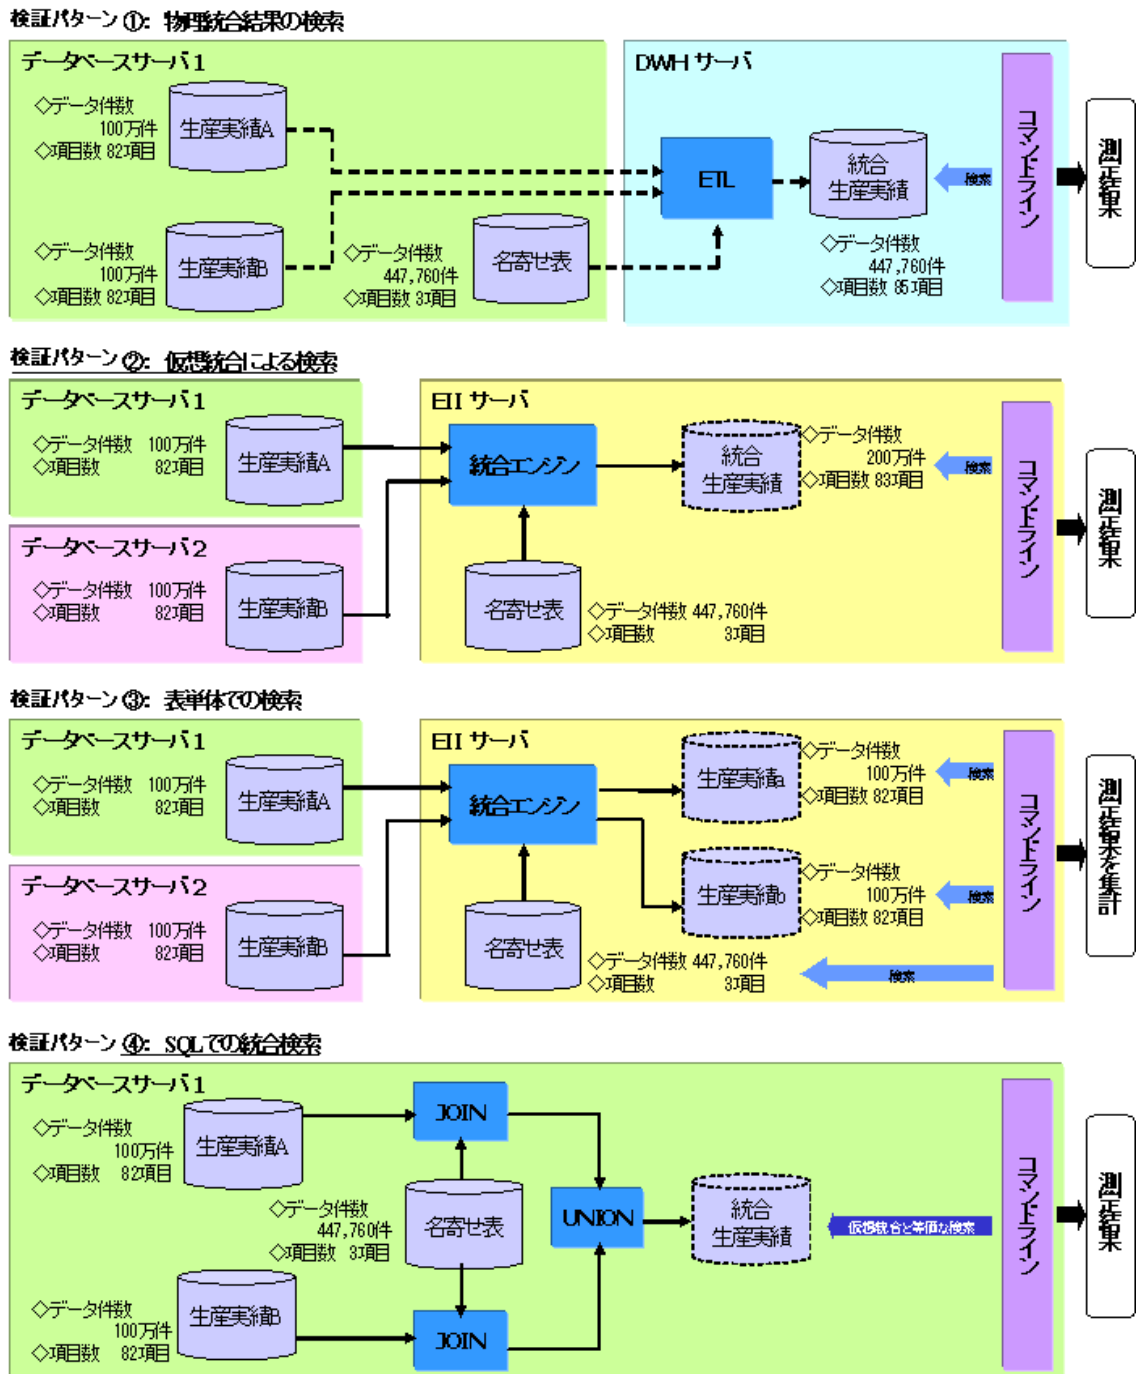 検証パターン ①: 物理統合結果の検索
データベースサーバ1
DWH サーバ
◇データ件数
100万件
◇項目数 82項目
生産実績A
◇データ件数
100万件
◇項目数 82項目
生産実績B
◇データ件数
447,760件
◇項目数 3項目
名寄せ表
ETL
統合
生産実績
◇データ件数
447,760件
◇項目数 85項目
検索
コマンドライン
測定結果
検証パターン ②: 仮想統合による検索
データベースサーバ1
◇データ件数 100万件
◇項目数 82項目
生産実績A
データベースサーバ2
◇データ件数 100万件
◇項目数 82項目
生産実績B
EII サーバ
統合エンジン
統合
生産実績
◇データ件数
200万件
◇項目数 83項目
名寄せ表
◇データ件数 447,760件
◇項目数 3項目
検索
コマンドライン
測定結果
検証パターン ③: 表単体での検索
データベースサーバ1
◇データ件数 100万件
◇項目数 82項目
生産実績A
データベースサーバ2
◇データ件数 100万件
◇項目数 82項目
生産実績B
EII サーバ
統合エンジン
生産実績a
◇データ件数
100万件
◇項目数 82項目
検索
生産実績b
◇データ件数
100万件
◇項目数 82項目
検索
名寄せ表
◇データ件数 447,760件
◇項目数 3項目
検索
コマンドライン
測定結果を集計
検証パターン ④: SQLでの統合検索
データベースサーバ1
◇データ件数
100万件
◇項目数 82項目
生産実績A
JOIN
◇データ件数
447,760件
◇項目数 3項目
名寄せ表
UNION
統合
生産実績
仮想統合と等価な検索
◇データ件数
100万件
◇項目数 82項目
生産実績B
JOIN
コマンドライン
測定結果